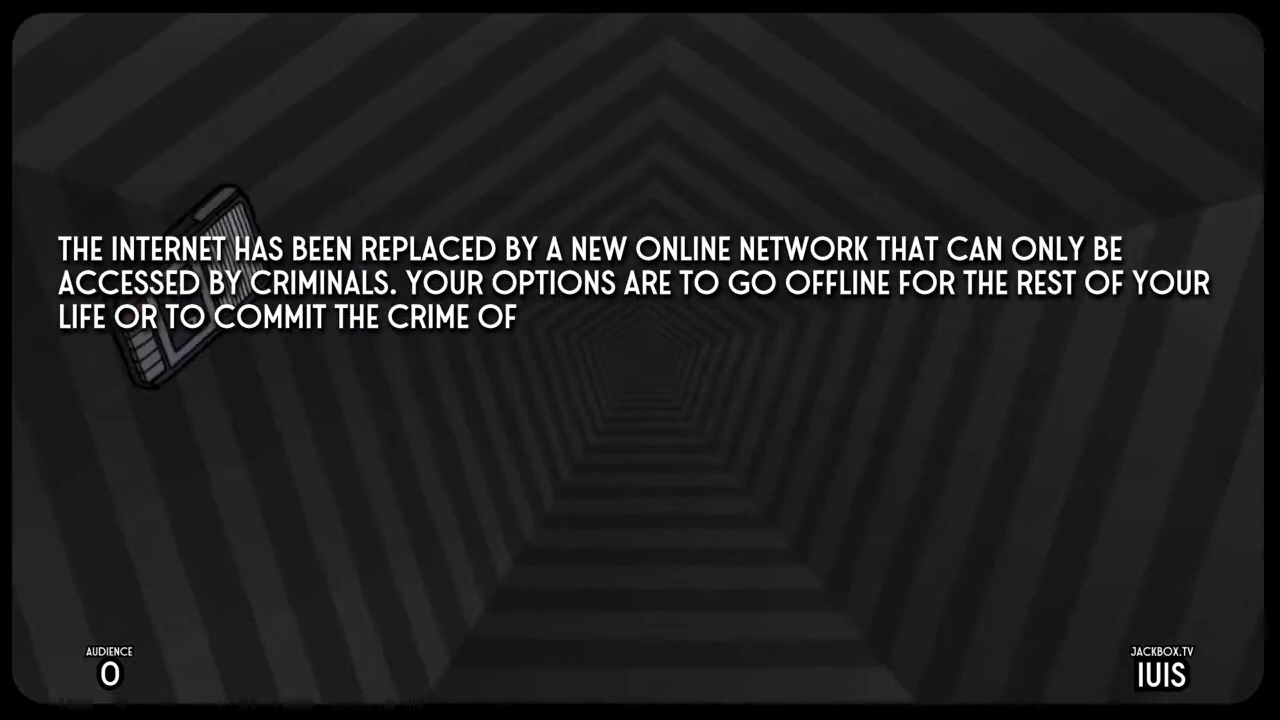 THE INTERNET HAS BEEN REPLACED BY A NEW ONLINE NETWORK THAT CAN ONLY BE
ACCESSED BY CRIMINALS. YOUR OPTIONS ARE TO GO OFFLINE FOR THE REST OF YOUR
LIFE OR TO COMMIT THE CRIME OF
AUDIENCE
0
JACKBOX.TV
IUIS